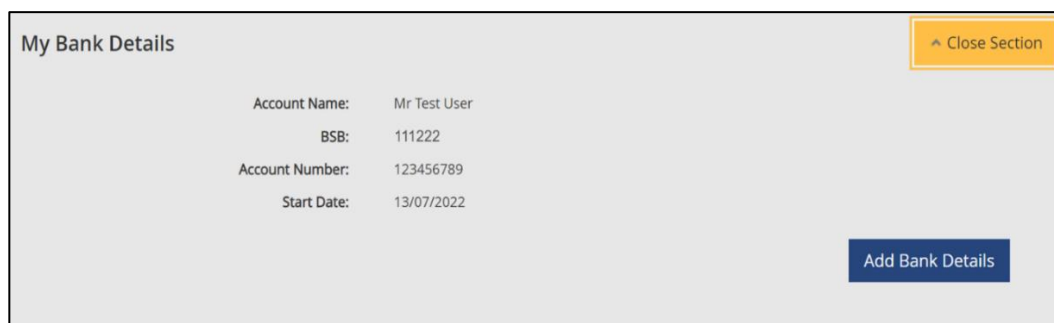 My Bank Details
Close Section
Account Name: Mr Test User
BSB: 111222
Account Number: 123456789
Start Date: 13/07/2022
Add Bank Details